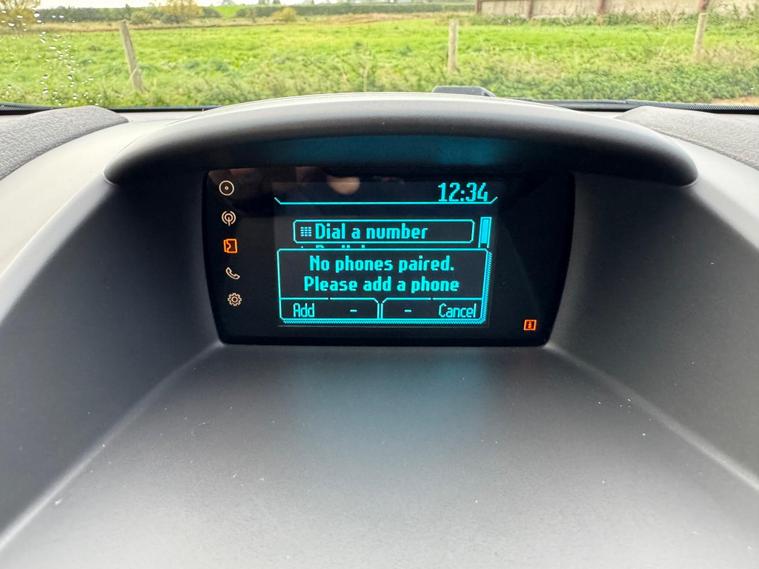 12:34
Dial a number
No phones paired.
Please add a phone
Add - - Cancel